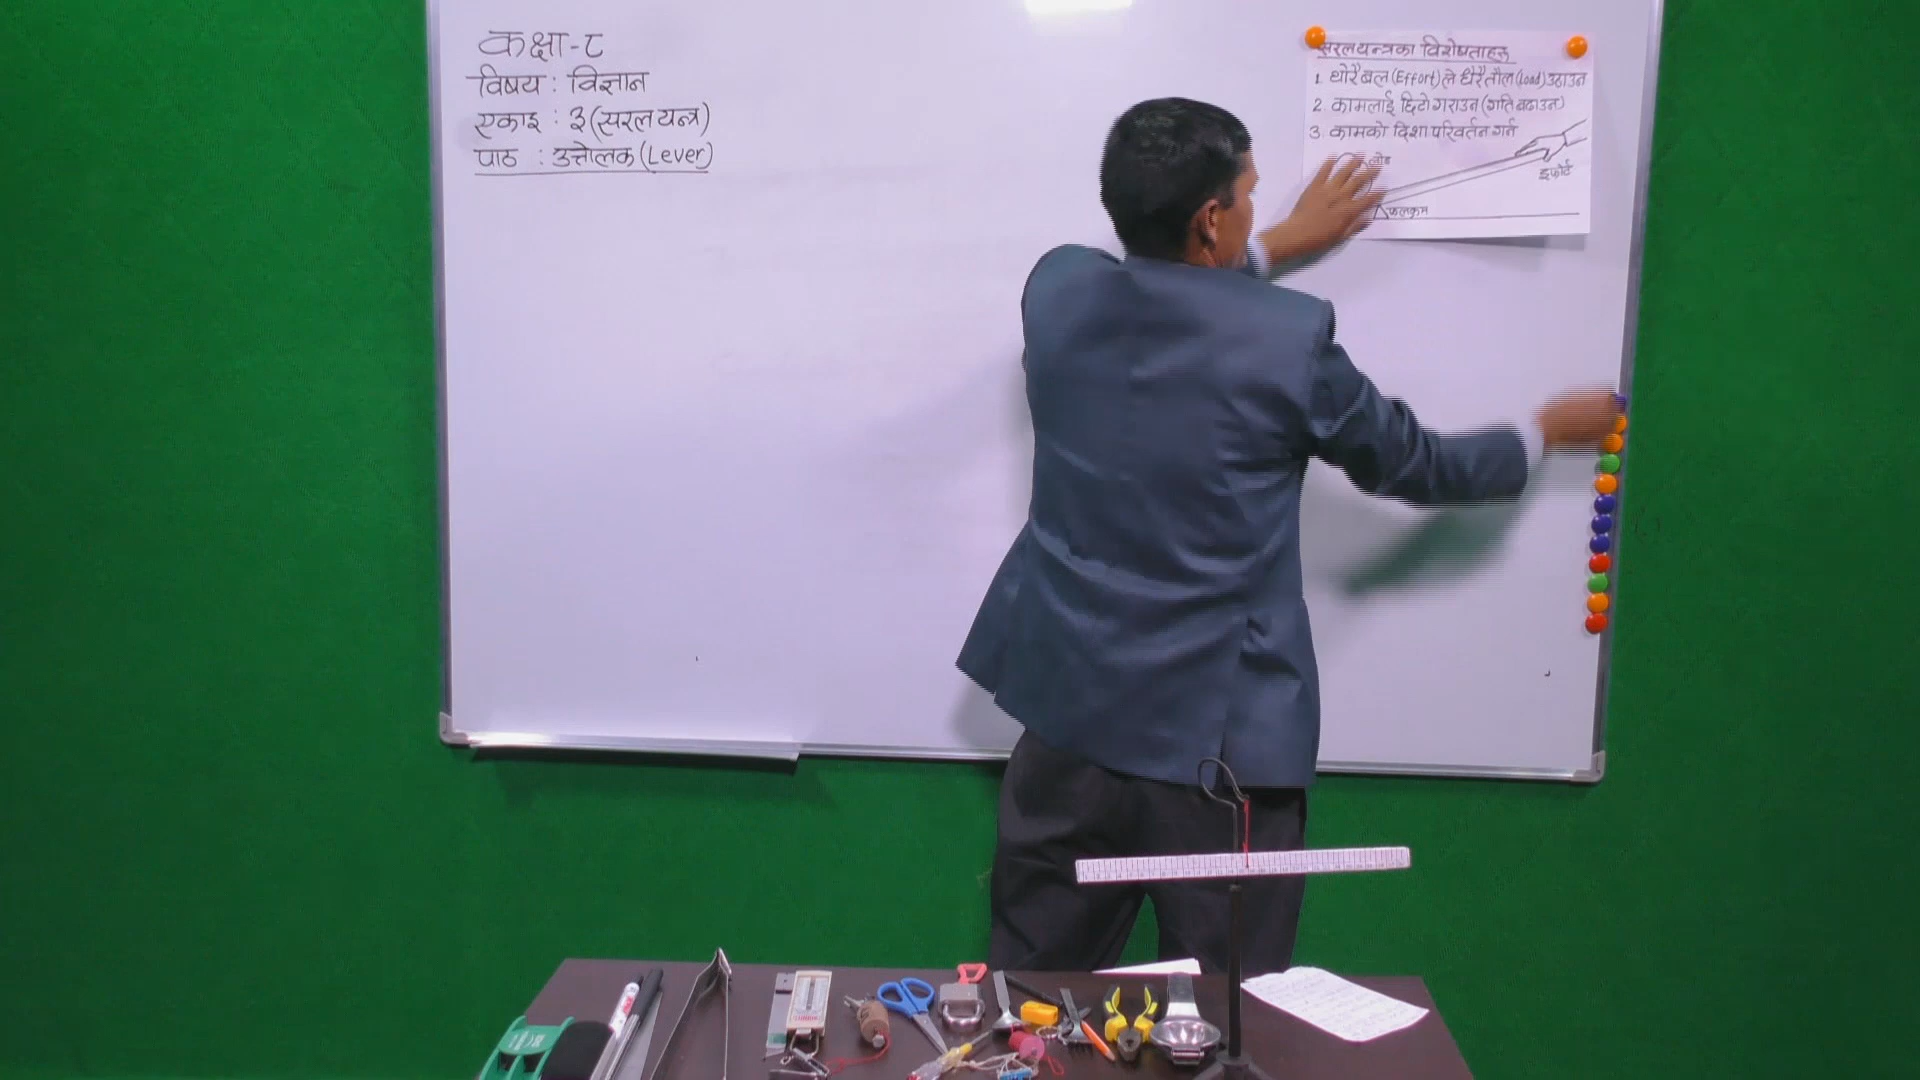 कक्षा-८
विषय : विज्ञान
एकाइ : ३ (सरल यन्त्र)
पाठ : उत्तोलक (Lever)
सरलयन्त्रका विशेषताहरू
1. थोरै बल (Effort) ले धेरै तौल (Load) उठाउन
2. कामलाई छिटो गराउन (गति बढाउन)
3. कामको दिशा परिवर्तन गर्न
लोड
इफोर्ट
फलक्रम